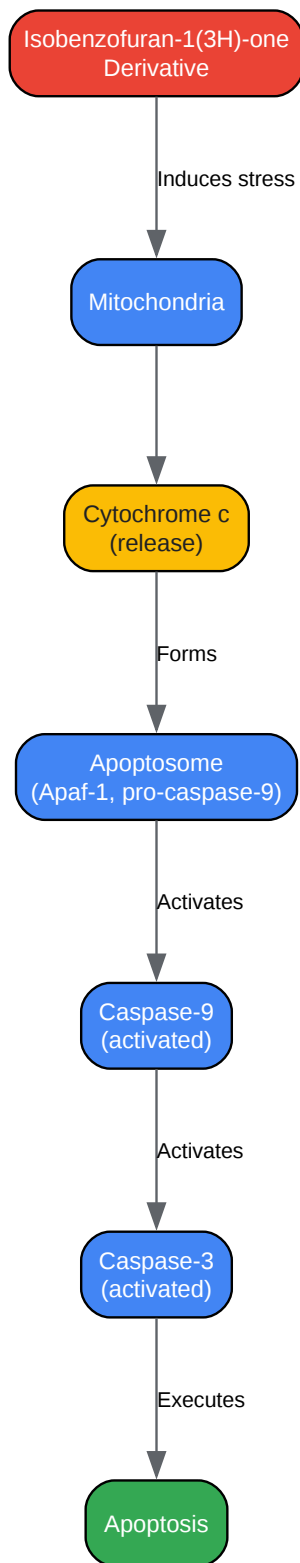 Isobenzofuran-1(3H)-one
Derivative
Induces stress
Mitochondria
Cytochrome c
(release)
Forms
Apoptosome
(Apaf-1, pro-caspase-9)
Activates
Caspase-9
(activated)
Activates
Caspase-3
(activated)
Executes
Apoptosis